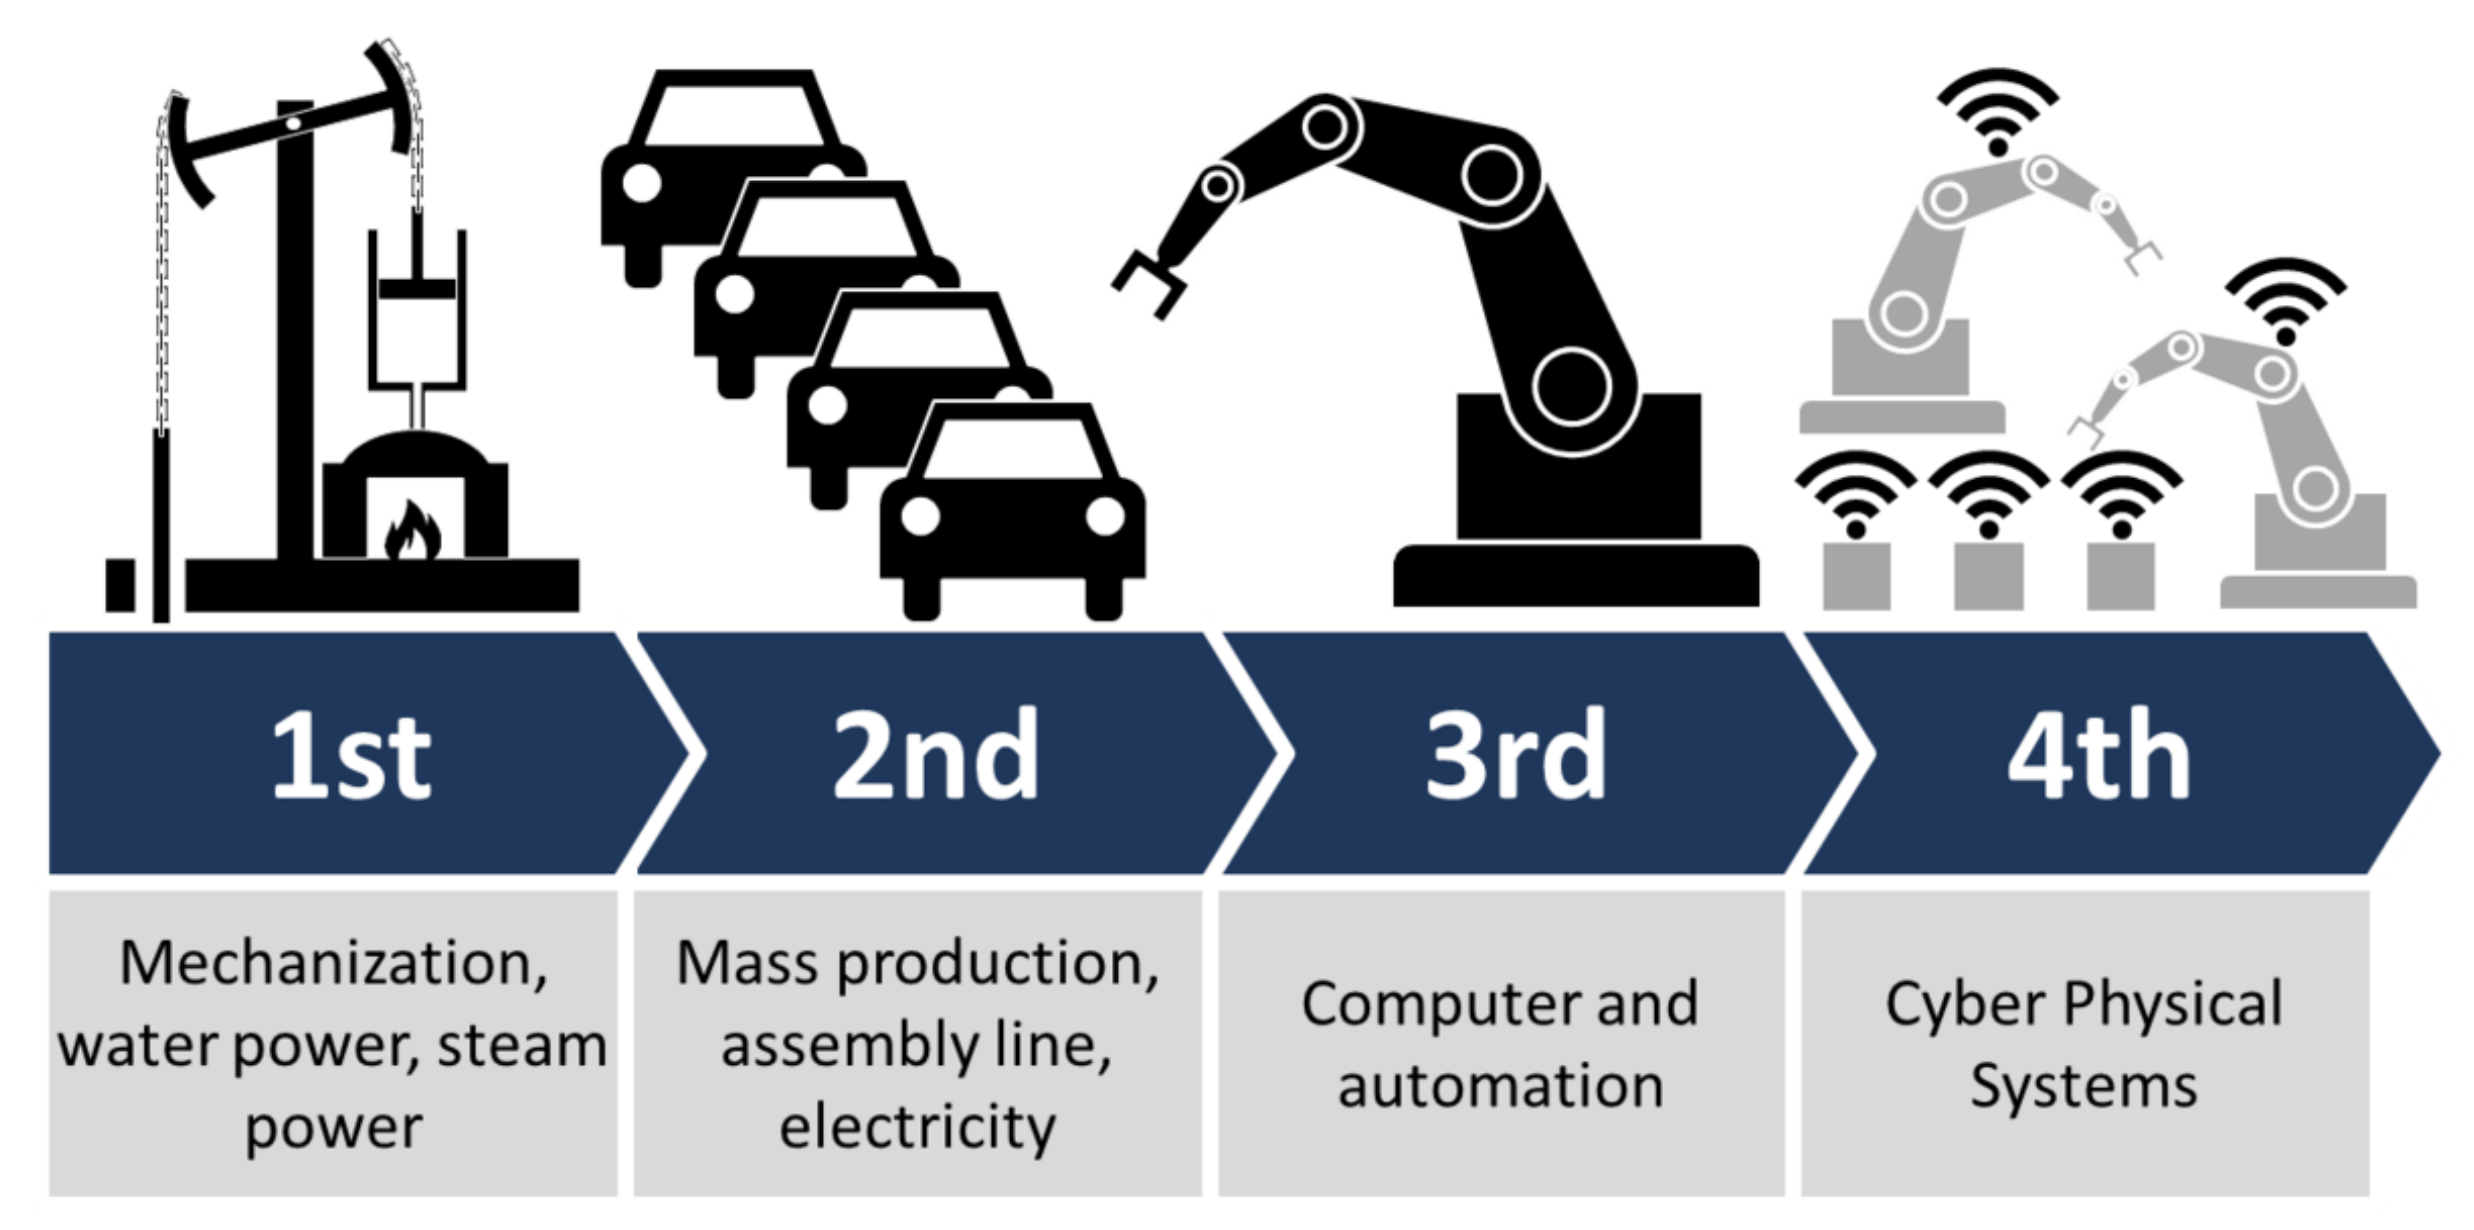 1st
2nd
3rd
4th
Mechanization,
water power, steam
power
Mass production,
assembly line,
electricity
Computer and
automation
Cyber Physical
Systems